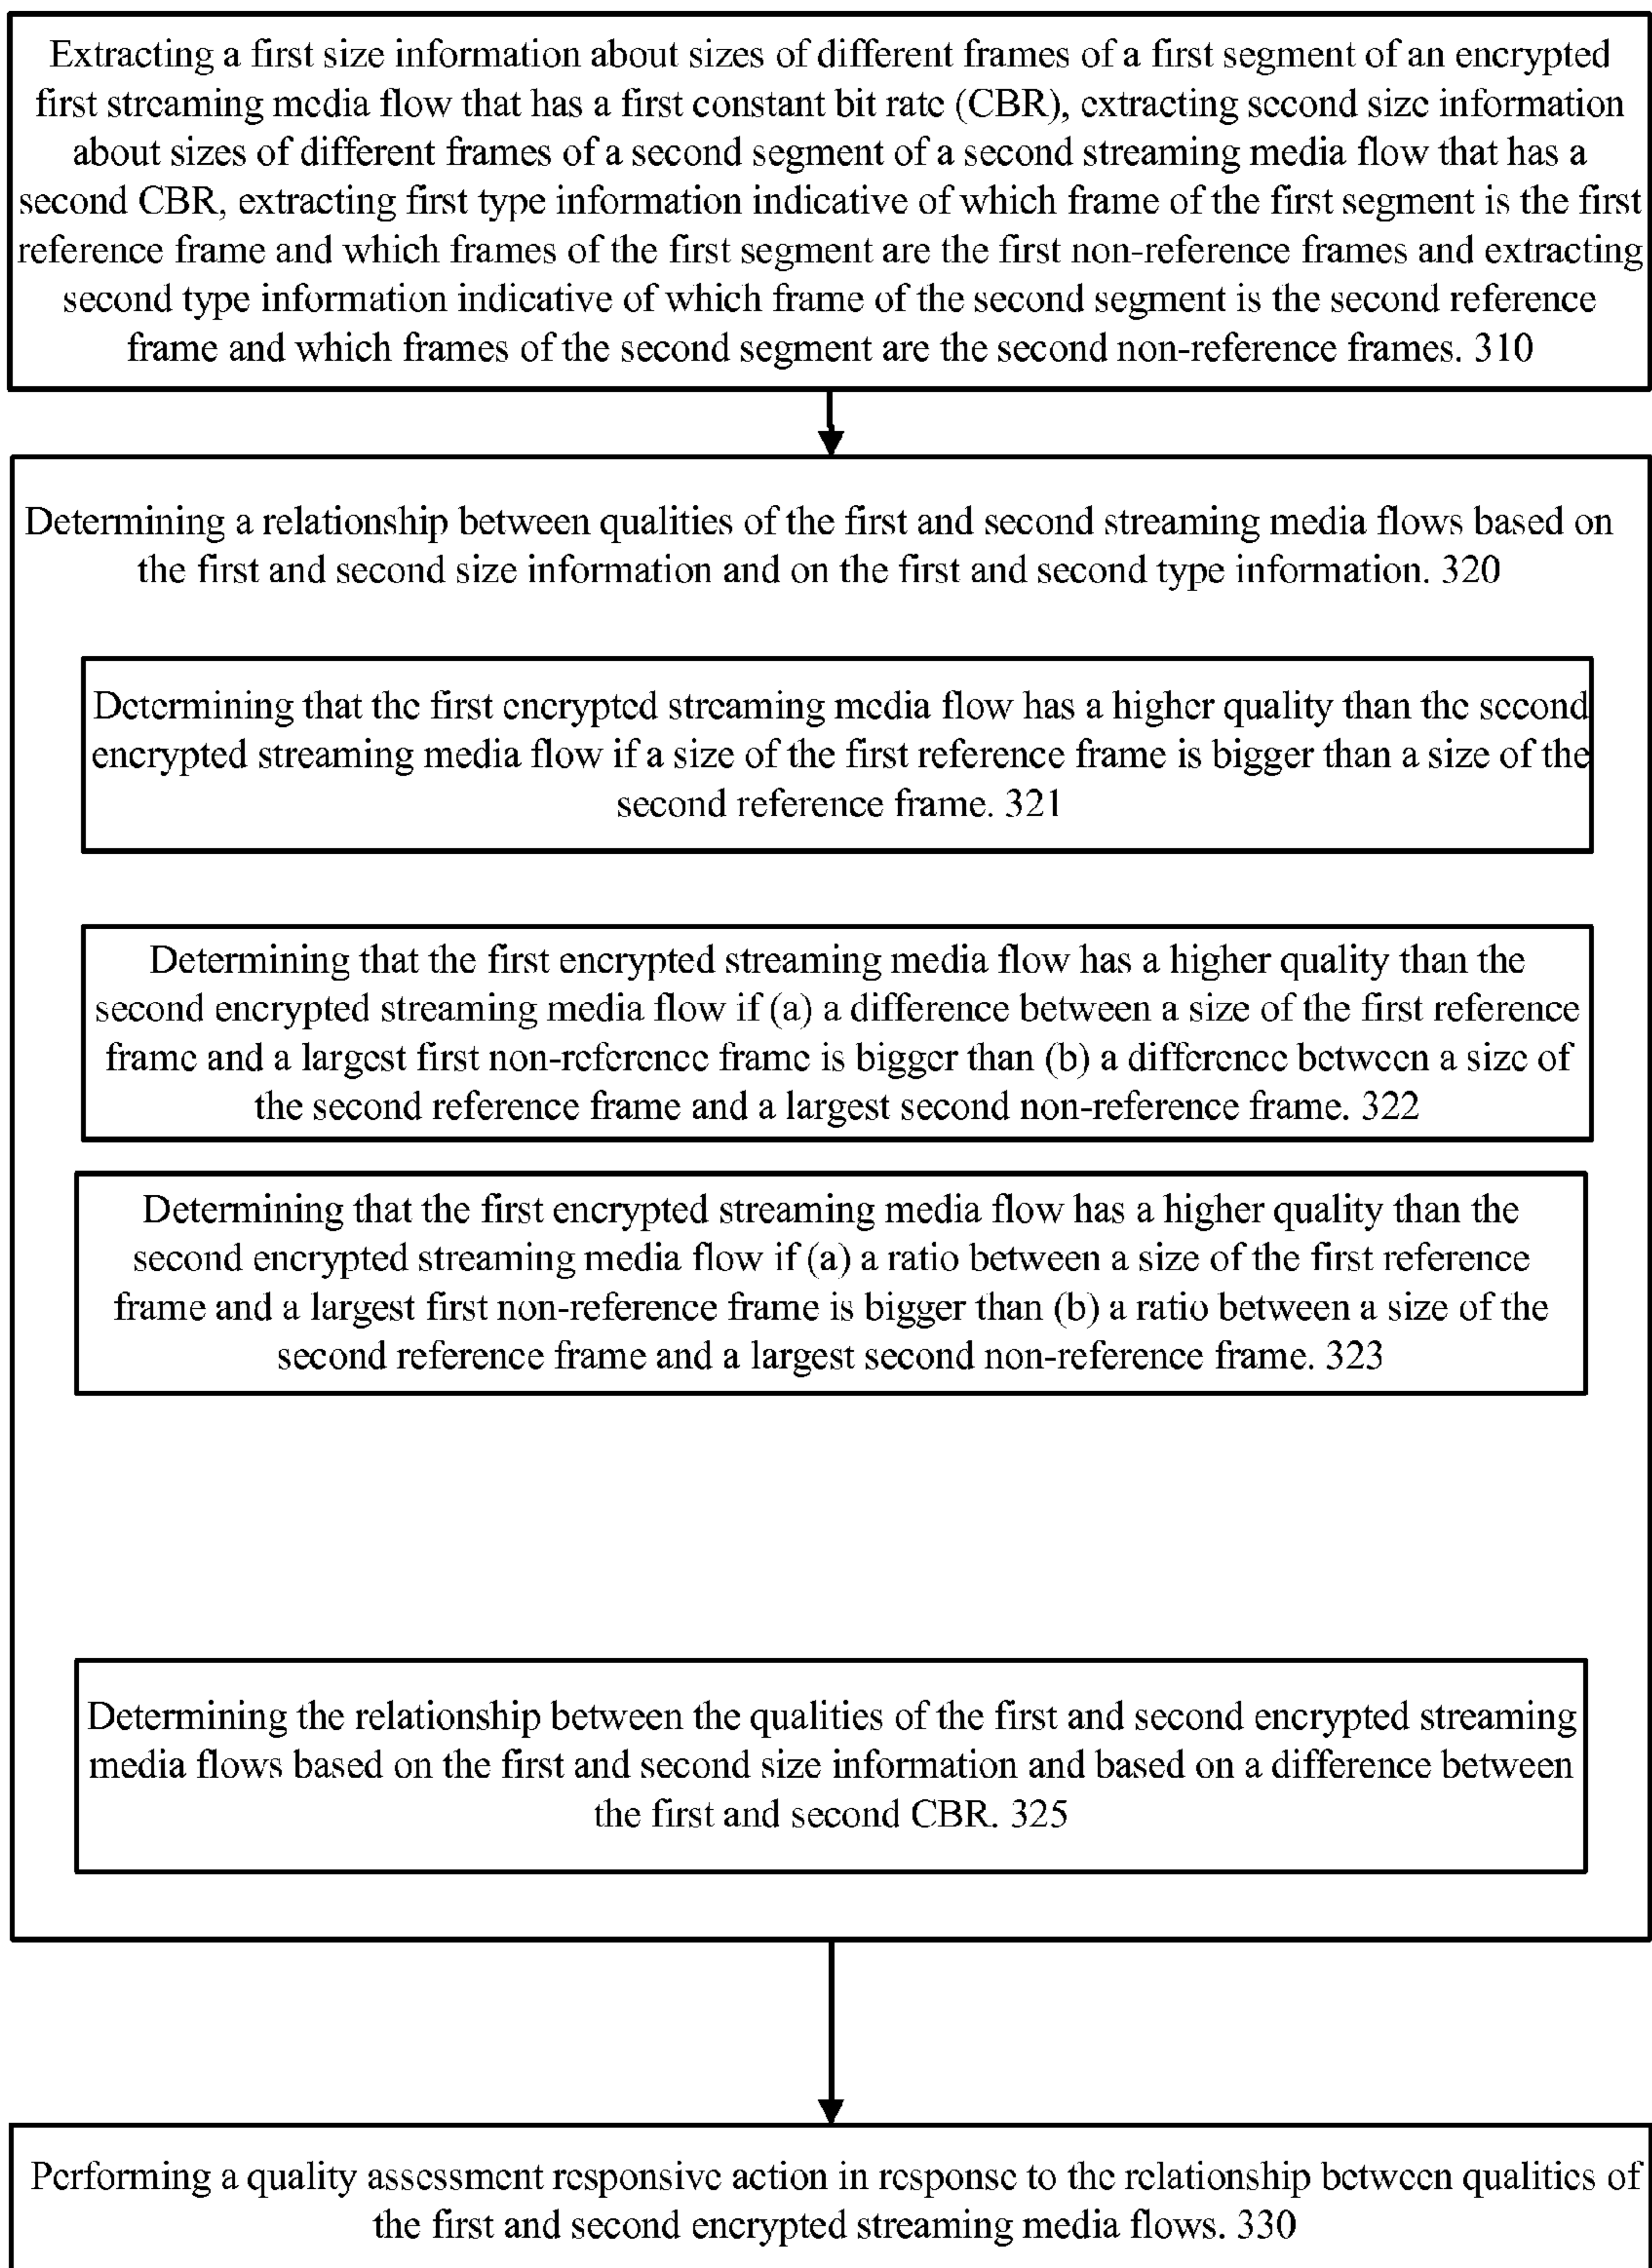 Extracting a first size information about sizes of different frames of a first segment of an encrypted
first streaming media flow that has a first constant bit rate (CBR), extracting second size information
about sizes of different frames of a second segment of a second streaming media flow that has a
second CBR, extracting first type information indicative of which frame of the first segment is the first
reference frame and which frames of the first segment are the first non-reference frames and extracting
second type information indicative of which frame of the second segment is the second reference
frame and which frames of the second segment are the second non-reference frames. 310
Determining a relationship between qualities of the first and second streaming media flows based on
the first and second size information and on the first and second type information. 320
Determining that the first encrypted streaming media flow has a higher quality than the second
encrypted streaming media flow if a size of the first reference frame is bigger than a size of the
second reference frame. 321
Determining that the first encrypted streaming media flow has a higher quality than the
second encrypted streaming media flow if (a) a difference between a size of the first reference
frame and a largest first non-reference frame is bigger than (b) a difference between a size of
the second reference frame and a largest second non-reference frame. 322
Determining that the first encrypted streaming media flow has a higher quality than the
second encrypted streaming media flow if (a) a ratio between a size of the first reference
frame and a largest first non-reference frame is bigger than (b) a ratio between a size of the
second reference frame and a largest second non-reference frame. 323
Determining the relationship between the qualities of the first and second encrypted streaming
media flows based on the first and second size information and based on a difference between
the first and second CBR. 325
Performing a quality assessment responsive action in response to the relationship between qualities of
the first and second encrypted streaming media flows. 330